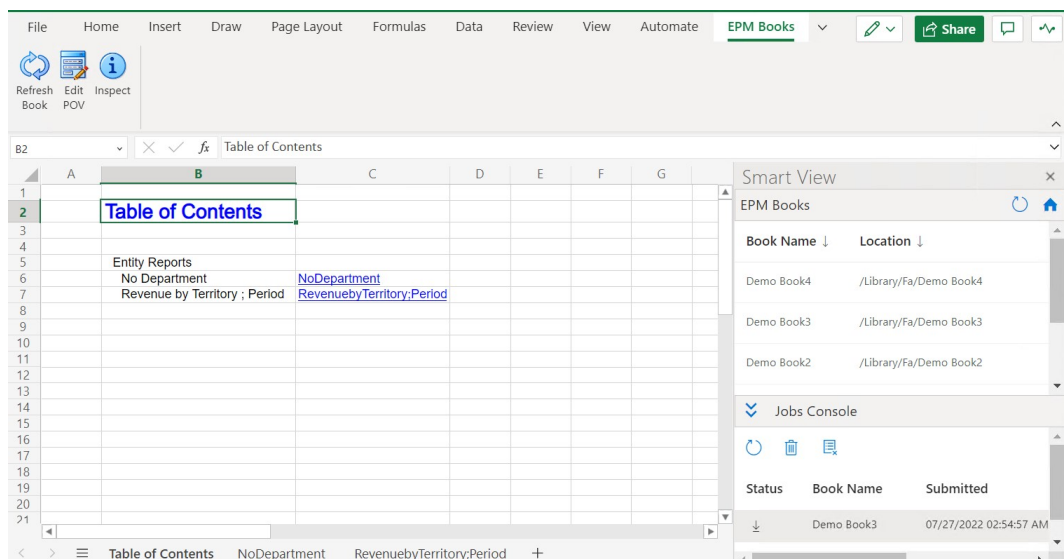 File Home Insert Draw Page Layout Formulas Data Review View Automate EPM Books Share
Refresh Book Edit POV Inspect
B2 fx Table of Contents
A B C D E F G
Smart View
1
2 Table of Contents
EPM Books
3
4
Book Name ↓ Location ↓
5 Entity Reports
6 No Department NoDepartment
7 Revenue by Territory ; Period RevenuebyTerritory;Period
8
9
10
11
12
13
14
15
16
17
18
19
20
21
Demo Book4 /Library/Fa/Demo Book4
Demo Book3 /Library/Fa/Demo Book3
Demo Book2 /Library/Fa/Demo Book2
Jobs Console
Status Book Name Submitted
Demo Book3 07/27/2022 02:54:57 AM
Table of Contents NoDepartment RevenuebyTerritory;Period +